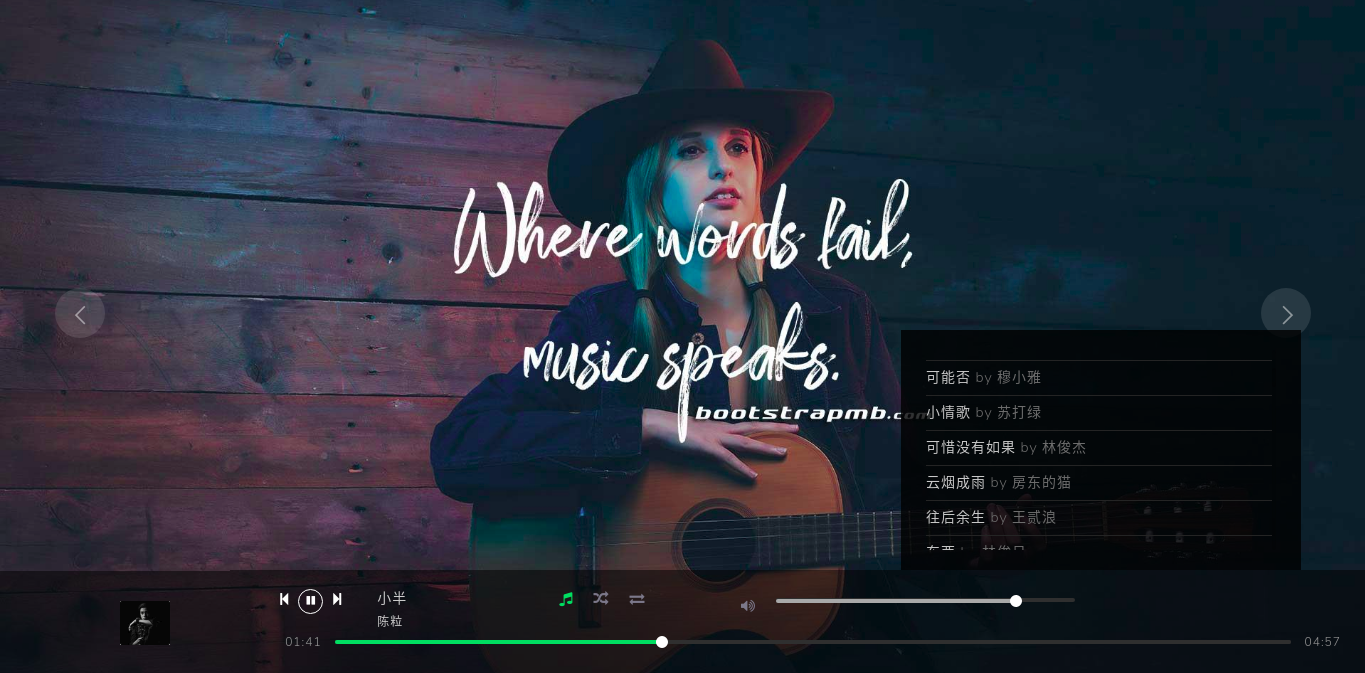 Where words fail,
music speaks.
bootstrapmb.com
可能否 by 穆小雅
小情歌 by 苏打绿
可惜没有如果 by 林俊杰
云烟成雨 by 房东的猫
往后余生 by 王贰浪
小半
陈粒
01:41
04:57